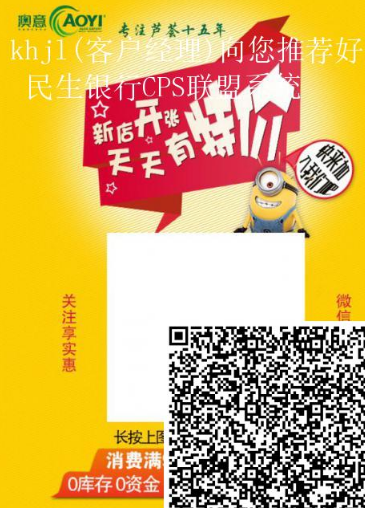 澳意 AOYI 专注芦荟十五年
khjl(客户经理)向您推荐好
民生银行CPS联盟系统
新店开张
天天有特价
快来加
入我们吧
关注享实惠
微信
长按上图
消费满
0库存 0资金